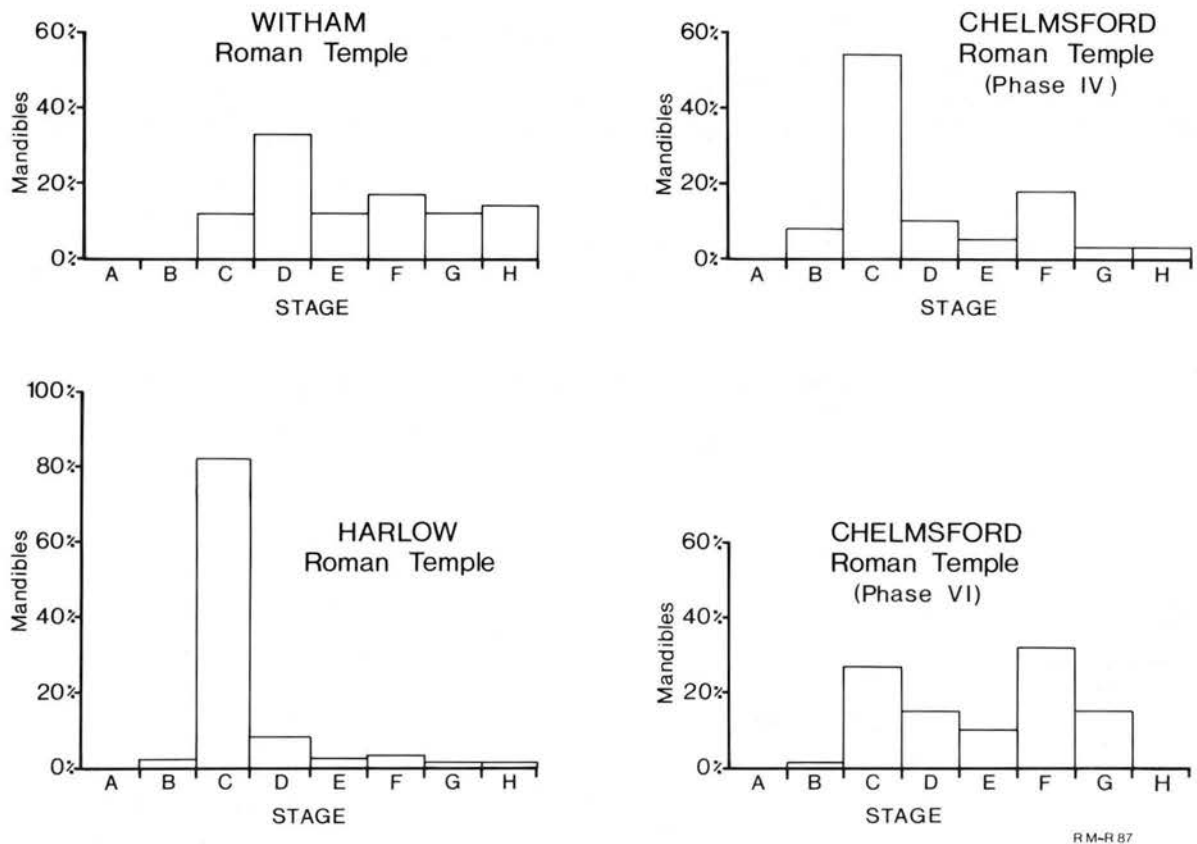 WITHAM
Roman Temple
60%
40%
20%
0%
Mandibles
A B C D E F G H
STAGE
CHELMSFORD
Roman Temple
(Phase IV)
60%
40%
20%
0%
Mandibles
A B C D E F G H
STAGE
HARLOW
Roman Temple
100%
80%
60%
40%
20%
0%
Mandibles
A B C D E F G H
STAGE
CHELMSFORD
Roman Temple
(Phase VI)
60%
40%
20%
0%
Mandibles
A B C D E F G H
STAGE
RM-R 87